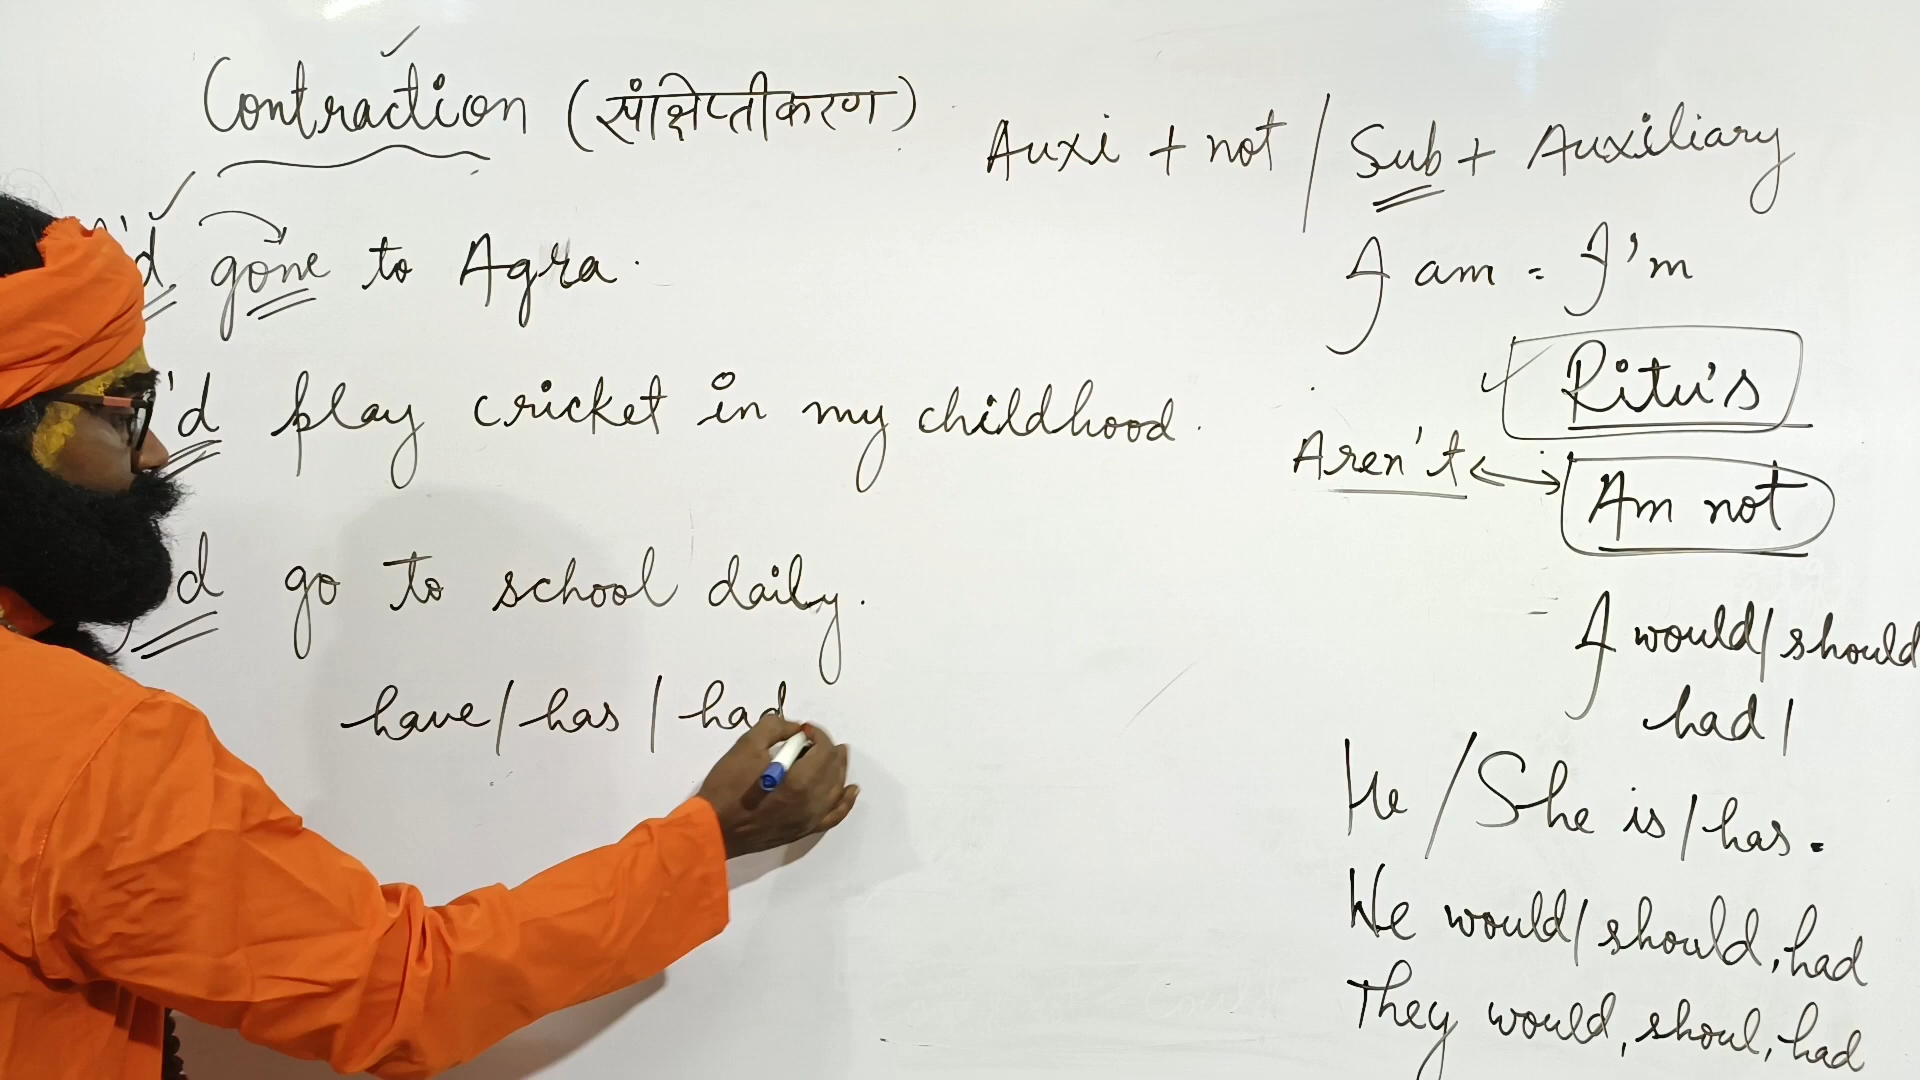 Contraction (संक्षिप्तीकरण)
'd gone to Agra.
'd play cricket in my childhood.
d go to school daily.
have / has / had
Auxi + not / Sub + Auxiliary
I am = I'm
Ritu's
Aren't ↔ Am not
I would / should
had /
He / She is / has.
We would / should, had
They would, shoul, had